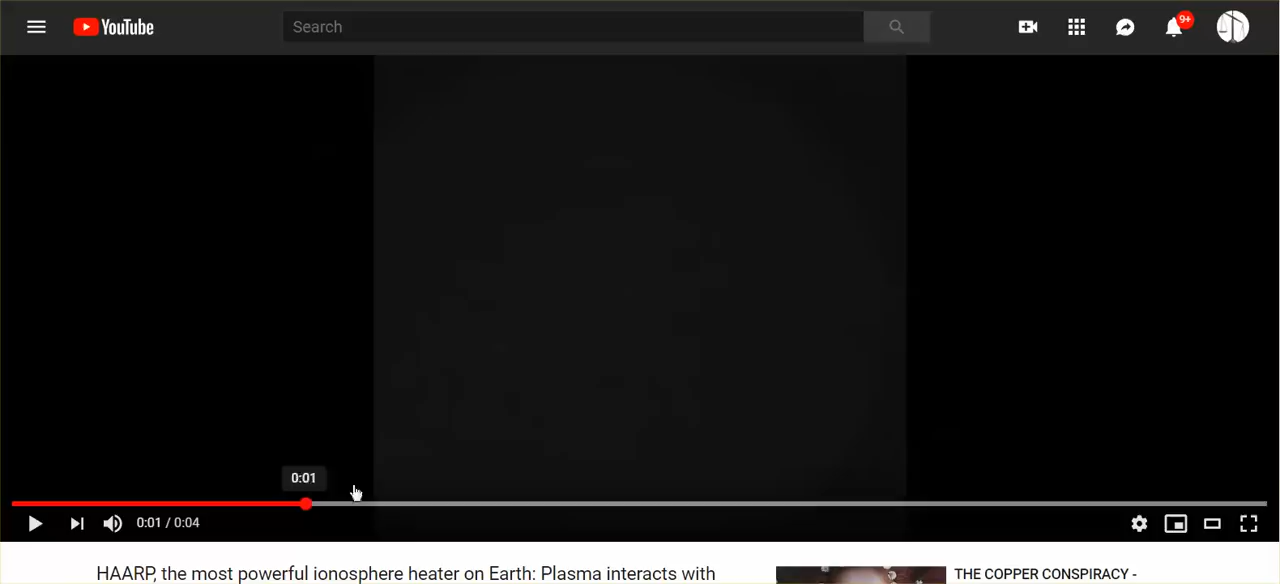 YouTube
Search
9+
0:01
0:01 / 0:04
HAARP, the most powerful ionosphere heater on Earth: Plasma interacts with
THE COPPER CONSPIRACY -